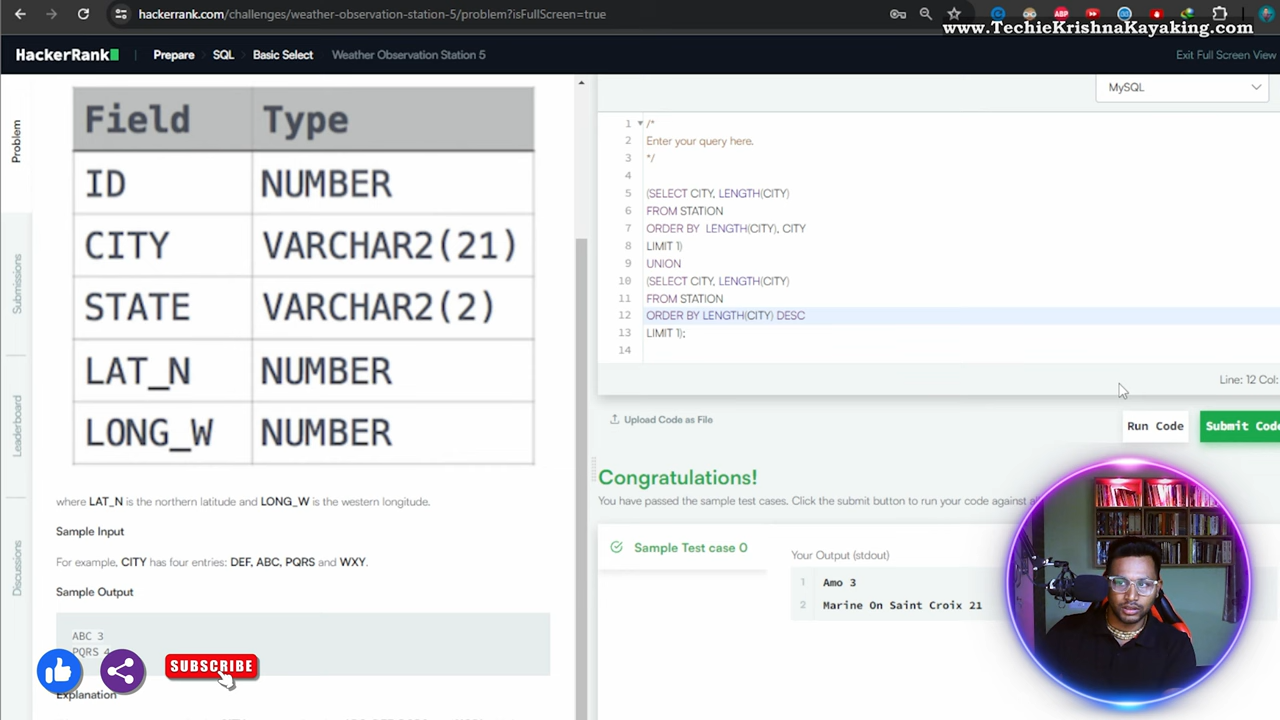 hackerrank.com/challenges/weather-observation-station-5/problem?isFullScreen=true
www.TechieKrishnaKayaking.com
HackerRank
Prepare
SQL
Basic Select
Weather Observation Station 5
Exit Full Screen View
Problem
Submissions
Leaderboard
Discussions
Field Type
ID NUMBER
CITY VARCHAR2(21)
STATE VARCHAR2(2)
LAT_N NUMBER
LONG_W NUMBER
where LAT_N is the northern latitude and LONG_W is the western longitude.
Sample Input
For example, CITY has four entries: DEF, ABC, PQRS and WXY.
Sample Output
ABC 3
PQRS 4
SUBSCRIBE
Explanation
MySQL
1 /*
2 Enter your query here.
3 */
4
5 (SELECT CITY, LENGTH(CITY)
6 FROM STATION
7 ORDER BY LENGTH(CITY), CITY
8 LIMIT 1)
9 UNION
10 (SELECT CITY, LENGTH(CITY)
11 FROM STATION
12 ORDER BY LENGTH(CITY) DESC
13 LIMIT 1);
14
Line: 12 Col:
Upload Code as File
Run Code
Submit Code
Congratulations!
You have passed the sample test cases. Click the submit button to run your code against
Sample Test case 0
Your Output (stdout)
1 Amo 3
2 Marine On Saint Croix 21